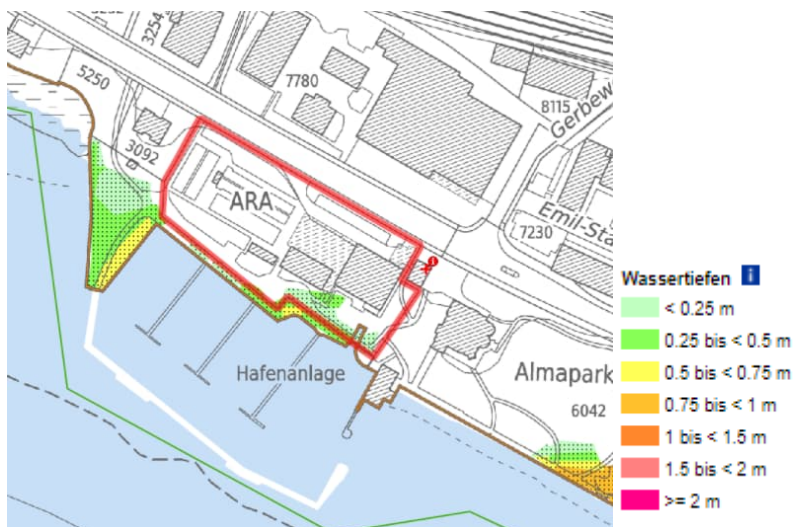 5232
3254
5250
7780
8115
Gerbew
3092
ARA
Emil-Sta
7230
1
Hafenanlage
Almapark
6042
Wassertiefen i
< 0.25 m
0.25 bis < 0.5 m
0.5 bis < 0.75 m
0.75 bis < 1 m
1 bis < 1.5 m
1.5 bis < 2 m
>= 2 m